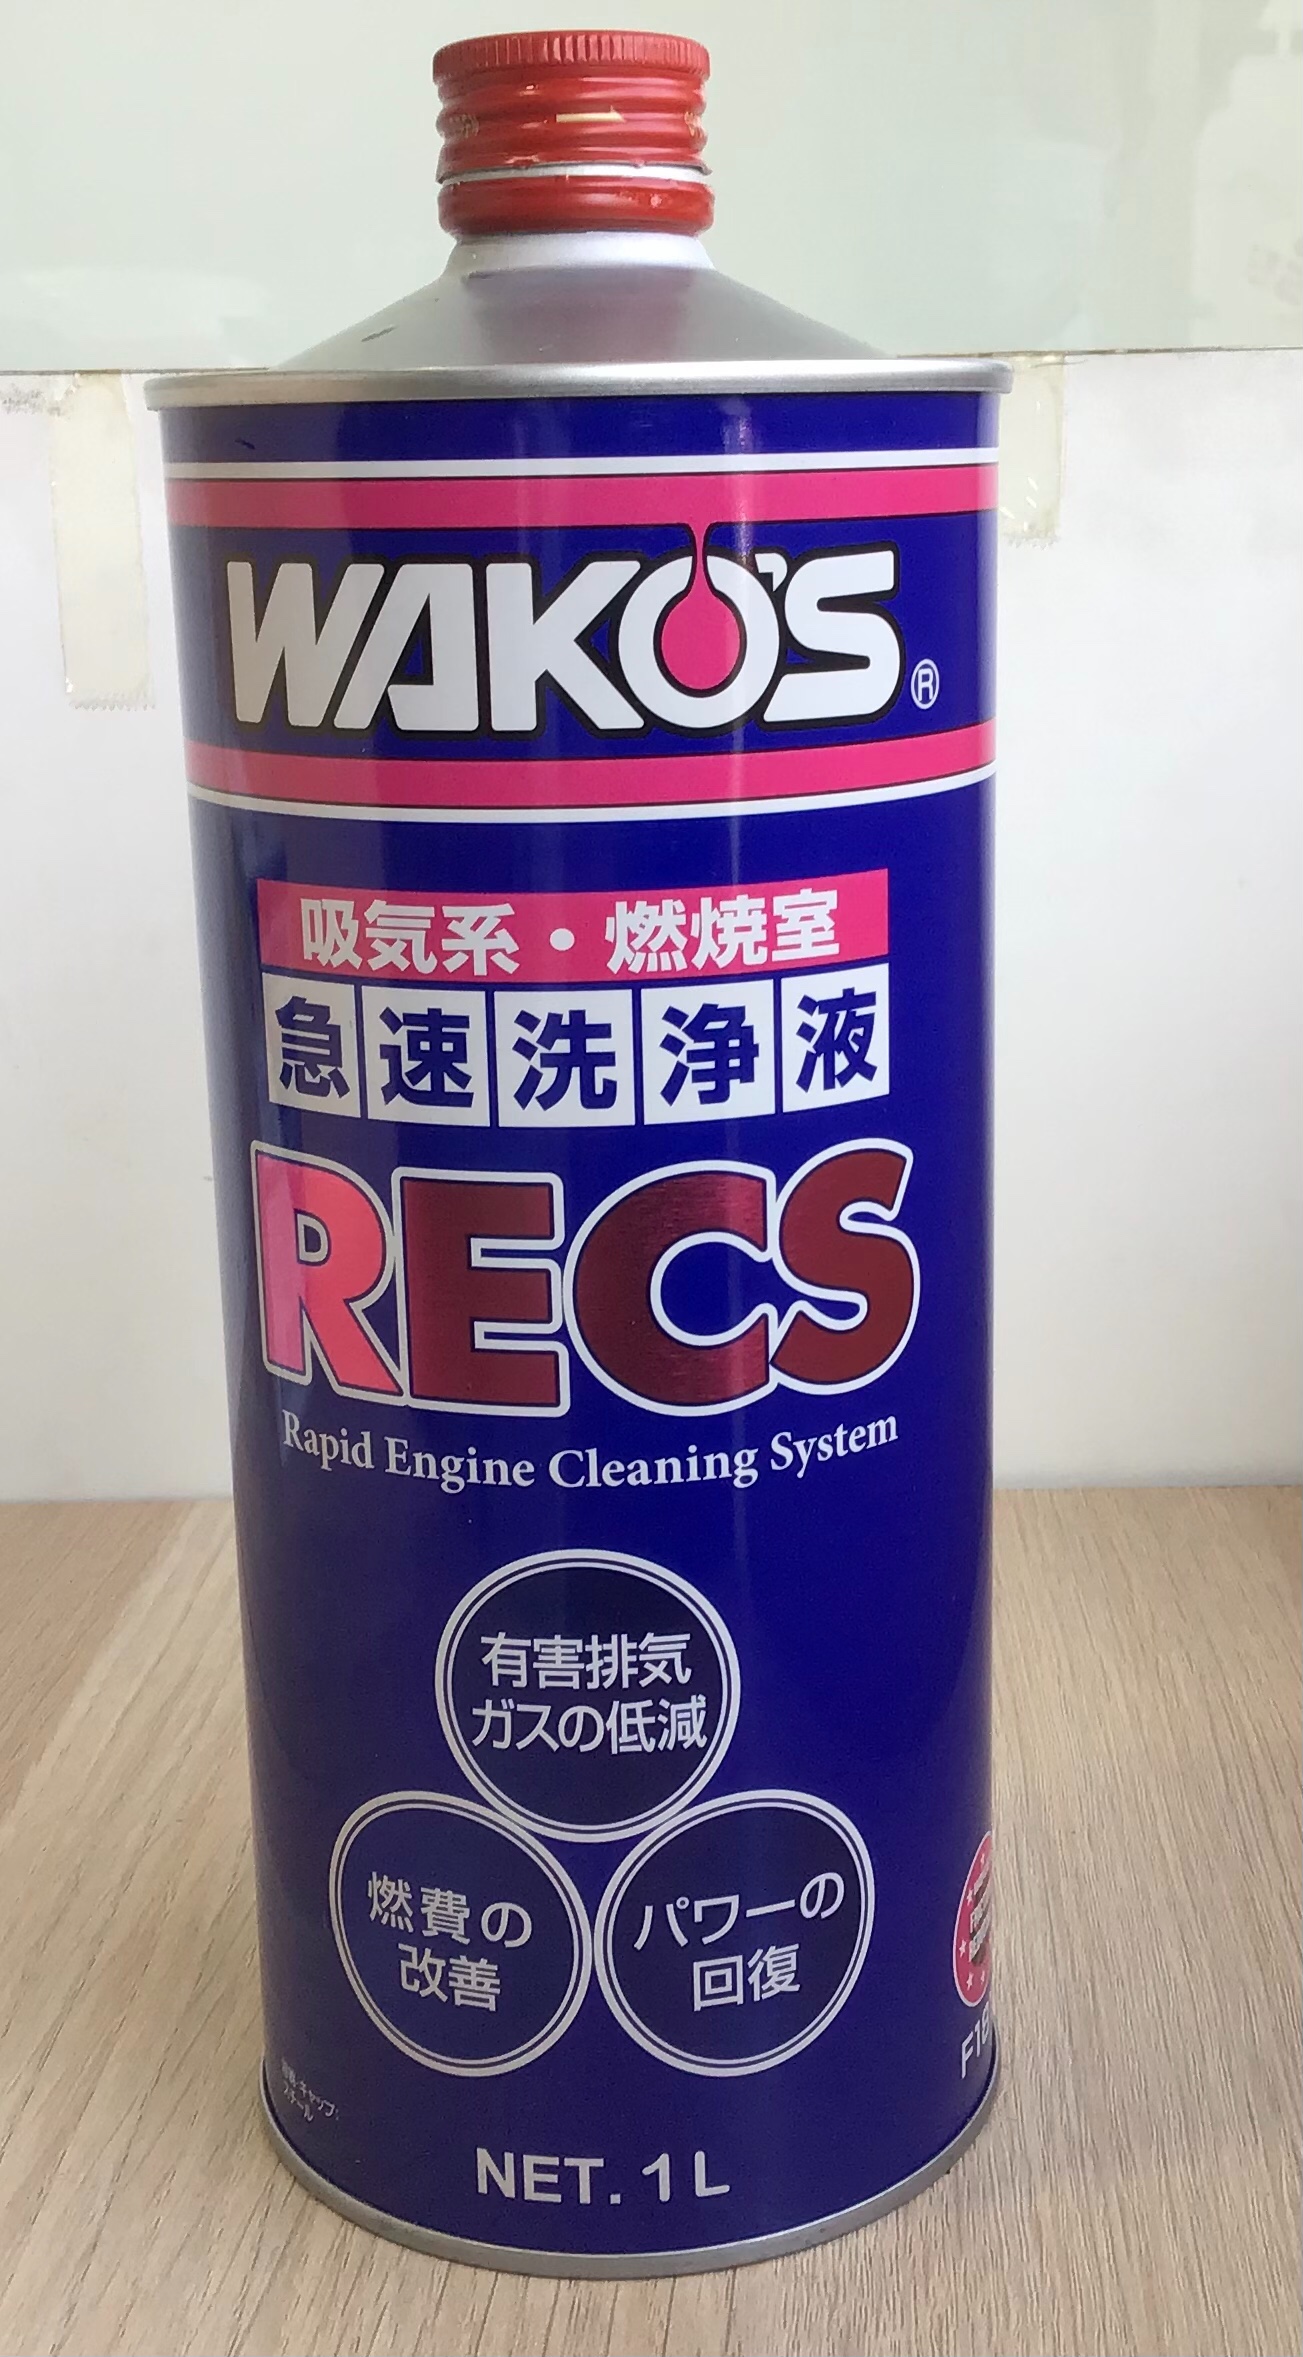 WAKO'S®
吸気系・燃焼室
急速洗浄液
RECS
Rapid Engine Cleaning System
有害排気
ガスの低減
燃費の
改善
パワーの
回復
NET. 1 L